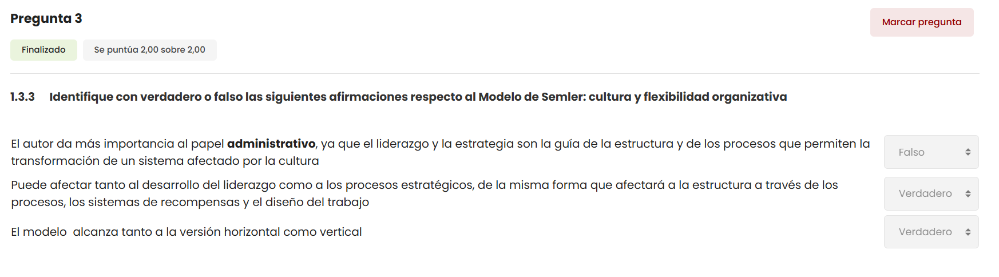 Pregunta 3
Marcar pregunta
Finalizado
Se puntúa 2,00 sobre 2,00
1.3.3 Identifique con verdadero o falso las siguientes afirmaciones respecto al Modelo de Semler: cultura y flexibilidad organizativa
El autor da más importancia al papel administrativo, ya que el liderazgo y la estrategia son la guía de la estructura y de los procesos que permiten la
transformación de un sistema afectado por la cultura
Falso
Puede afectar tanto al desarrollo del liderazgo como a los procesos estratégicos, de la misma forma que afectará a la estructura a través de los
procesos, los sistemas de recompensas y el diseño del trabajo
Verdadero
El modelo alcanza tanto a la versión horizontal como vertical
Verdadero